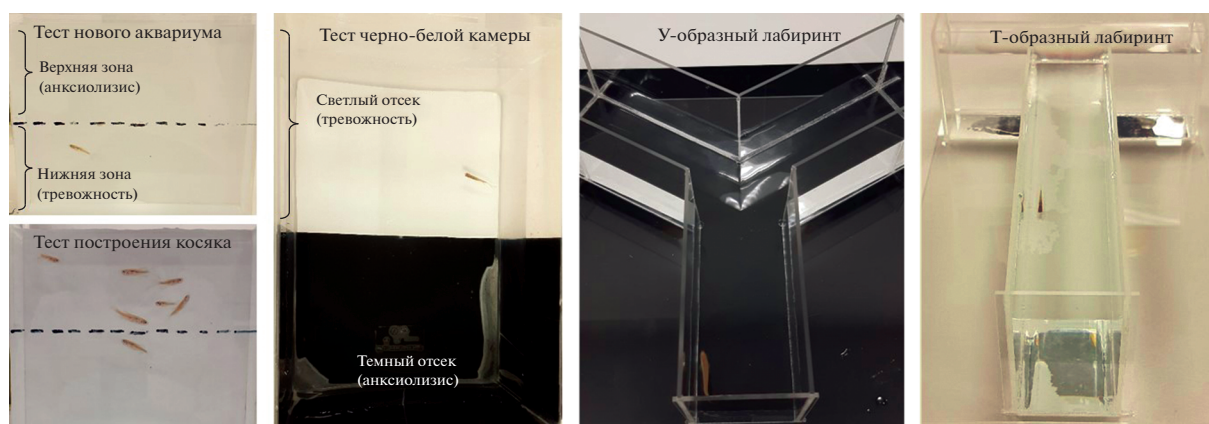 Тест нового аквариума
Верхняя зона
(анксиолизис)
Нижняя зона
(тревожность)
Тест построения косяка
Тест черно-белой камеры
Светлый отсек
(тревожность)
Темный отсек
(анксиолизис)
У-образный лабиринт
Т-образный лабиринт